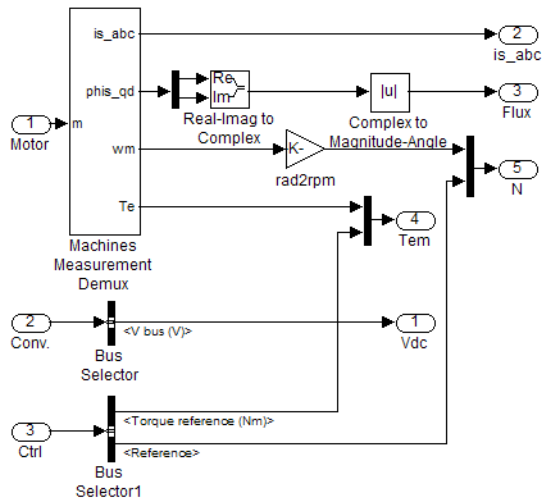 is_abc
2
is_abc
phis_qd
Re
Im
|u|
3
Flux
1
Motor
m
Real-Imag to
Complex
Complex to
Magnitude-Angle
wm
K-
rad2rpm
5
N
Te
4
Tem
Machines
Measurement
Demux
2
Conv.
<V bus (V)>
1
Vdc
Bus
Selector
3
Ctrl
<Torque reference (Nm)>
<Reference>
Bus
Selector1